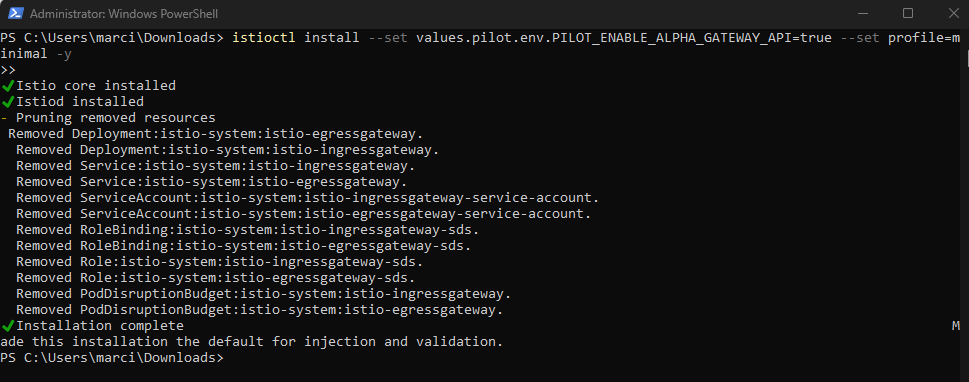 Administrator: Windows PowerShell
PS C:\Users\marci\Downloads> istioctl install --set values.pilot.env.PILOT_ENABLE_ALPHA_GATEWAY_API=true --set profile=m
inimal -y
>>
✔Istio core installed
✔Istiod installed
- Pruning removed resources
 Removed Deployment:istio-system:istio-egressgateway.
  Removed Deployment:istio-system:istio-ingressgateway.
  Removed Service:istio-system:istio-ingressgateway.
  Removed Service:istio-system:istio-egressgateway.
  Removed ServiceAccount:istio-system:istio-ingressgateway-service-account.
  Removed ServiceAccount:istio-system:istio-egressgateway-service-account.
  Removed RoleBinding:istio-system:istio-ingressgateway-sds.
  Removed RoleBinding:istio-system:istio-egressgateway-sds.
  Removed Role:istio-system:istio-ingressgateway-sds.
  Removed Role:istio-system:istio-egressgateway-sds.
  Removed PodDisruptionBudget:istio-system:istio-ingressgateway.
  Removed PodDisruptionBudget:istio-system:istio-egressgateway.
✔Installation complete M
ade this installation the default for injection and validation.
PS C:\Users\marci\Downloads>